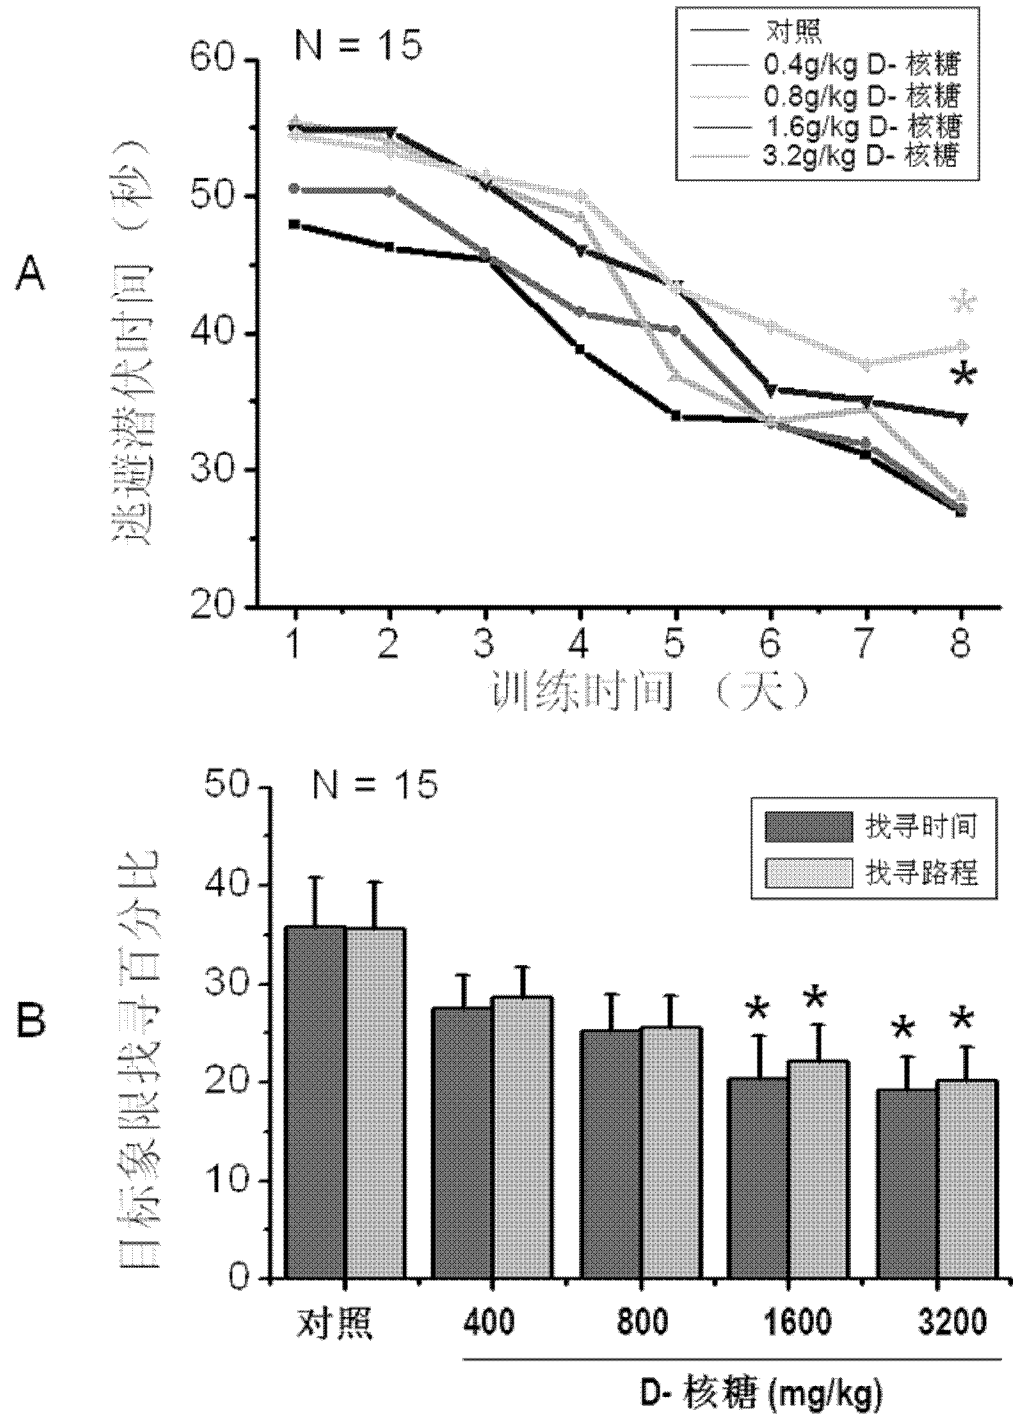 A
N = 15
对照
0.4g/kg D- 核糖
0.8g/kg D- 核糖
1.6g/kg D- 核糖
3.2g/kg D- 核糖
逃避潜伏时间（秒）
60
50
40
30
20
*
*
1 2 3 4 5 6 7 8
训练时间 （天）
B
N = 15
找寻时间
找寻路程
目标象限找寻百分比
50
40
30
20
10
0
* * * *
对照 400 800 1600 3200
D- 核糖 (mg/kg)